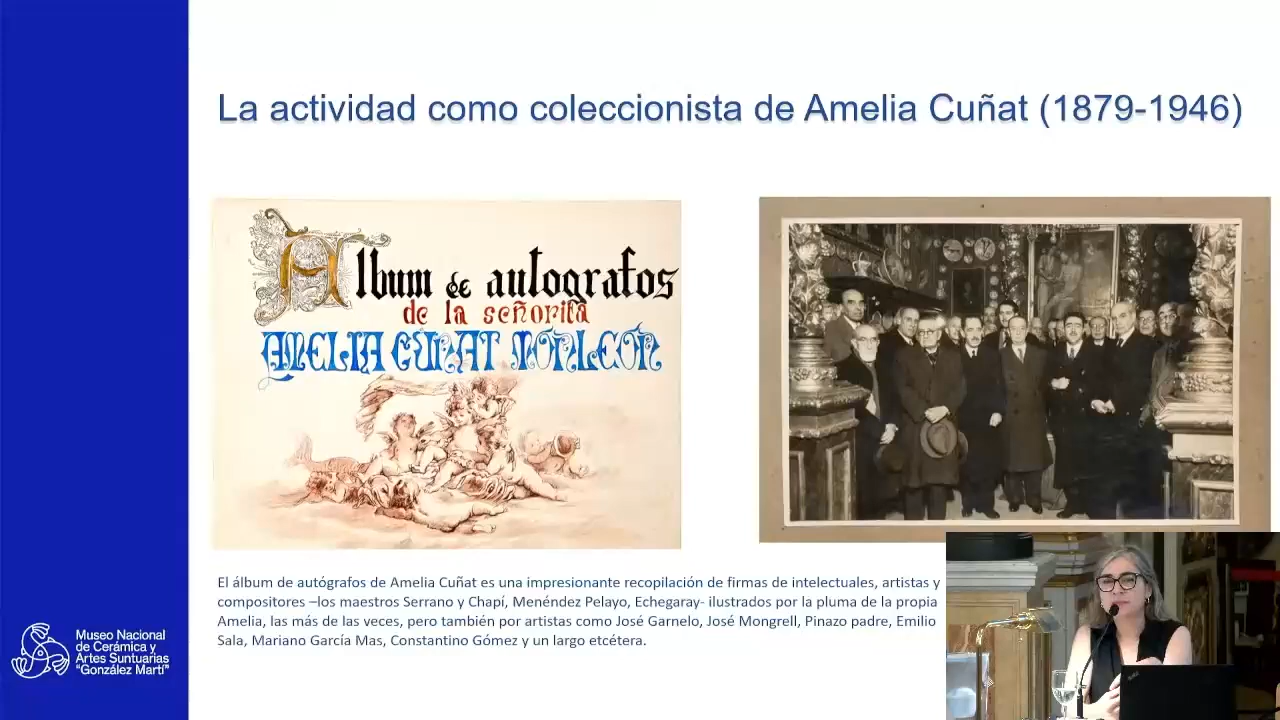 La actividad como coleccionista de Amelia Cuñat (1879-1946)
Album de autografos
de la señorita
AMELIA CUÑAT MONLEÓN
El álbum de autógrafos de Amelia Cuñat es una impresionante recopilación de firmas de intelectuales, artistas y
compositores –los maestros Serrano y Chapí, Menéndez Pelayo, Echegaray- ilustrados por la pluma de la propia
Amelia, las más de las veces, pero también por artistas como José Garnelo, José Mongrell, Pinazo padre, Emilio
Sala, Mariano García Mas, Constantino Gómez y un largo etcétera.
Museo Nacional
de Cerámica y
Artes Suntuarias
"González Martí"